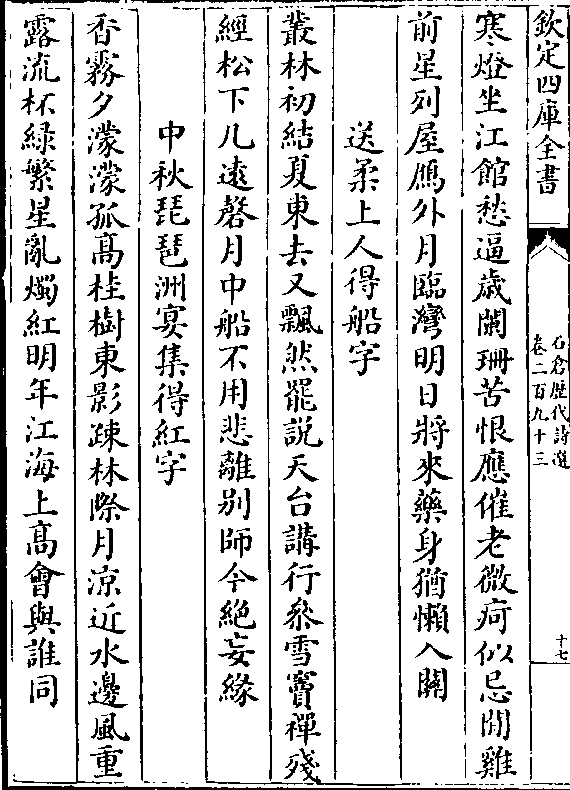 欽定四庫全書
石倉歴代詩選
卷二百九十三
十七
寒燈坐江館愁逼歳闌珊苦恨應催老微疴似忌閒雞
前星列屋鴈外月臨灣明日將來藥身猶懶入關
送柔上人得船字
叢林初結夏東去又飄然罷説天台講行叅雪竇禪殘
經松下几逺磬月中船不用悲離别師今絶妄緣
中秋琵琶洲宴集得紅字
香霧夕濛濛孤髙桂樹東影疎林際月涼近水邊風重
露流杯緑繁星亂燭紅明年江海上髙會與誰同